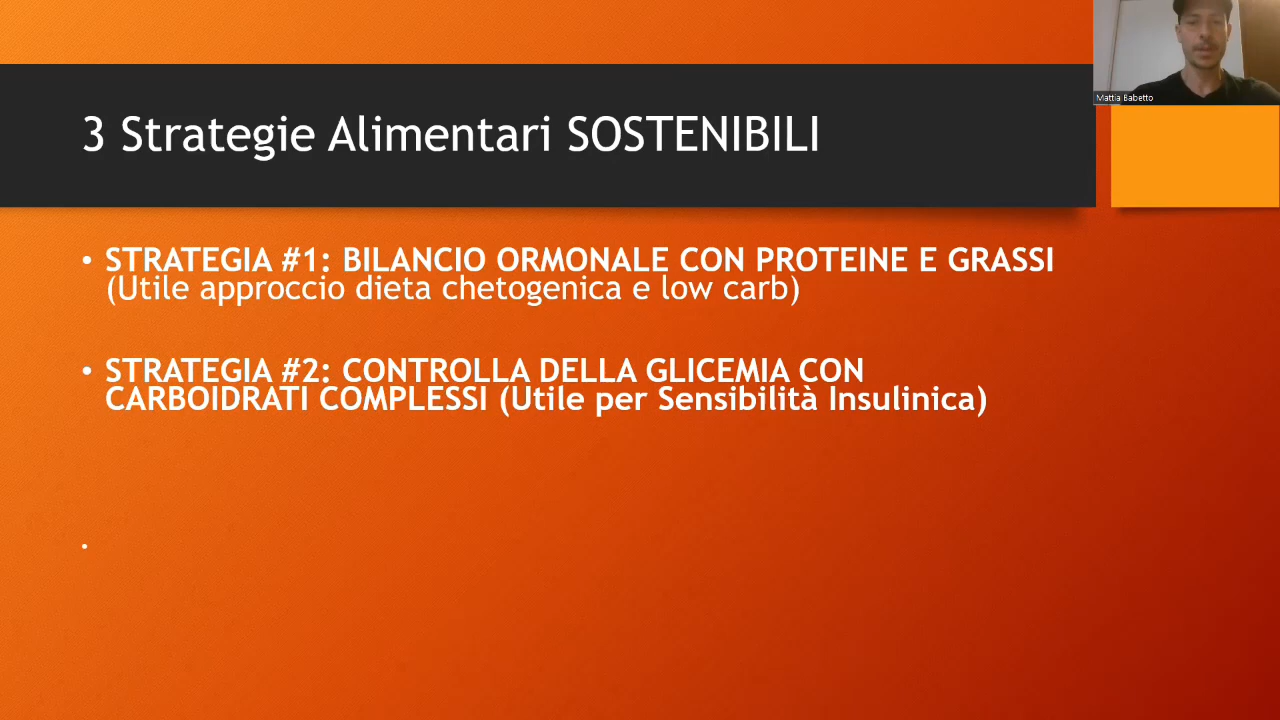 Mattia Babetto
3 Strategie Alimentari SOSTENIBILI
• STRATEGIA #1: BILANCIO ORMONALE CON PROTEINE E GRASSI
(Utile approccio dieta chetogenica e low carb)
• STRATEGIA #2: CONTROLLA DELLA GLICEMIA CON
CARBOIDRATI COMPLESSI (Utile per Sensibilità Insulinica)
•